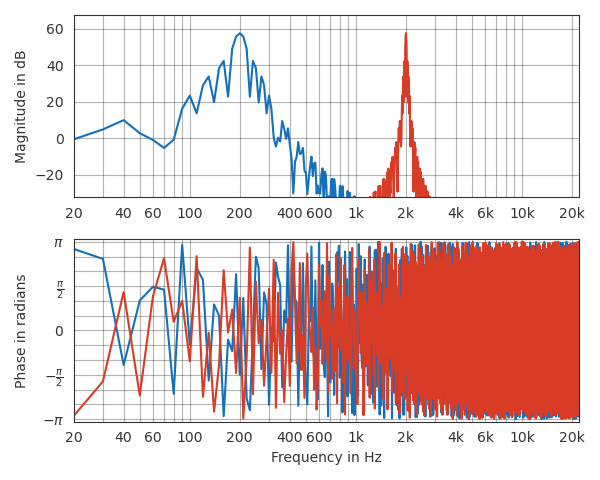 Magnitude in dB
60
40
20
0
−20
20 40 60 100 200 400 600 1k 2k 4k 6k 10k 20k
Phase in radians
π
π/2
0
−π/2
−π
20 40 60 100 200 400 600 1k 2k 4k 6k 10k 20k
Frequency in Hz